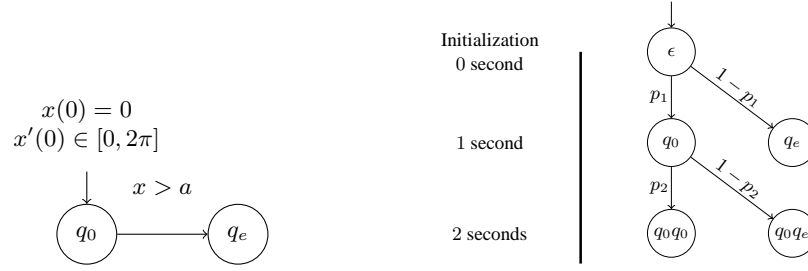 x(0) = 0
x′(0) ∈ [0, 2π]
x > a
q₀
qₑ
Initialization
0 second
1 second
2 seconds
ϵ
p₁
1−p₁
q₀
qₑ
p₂
1−p₂
q₀q₀
q₀qₑ